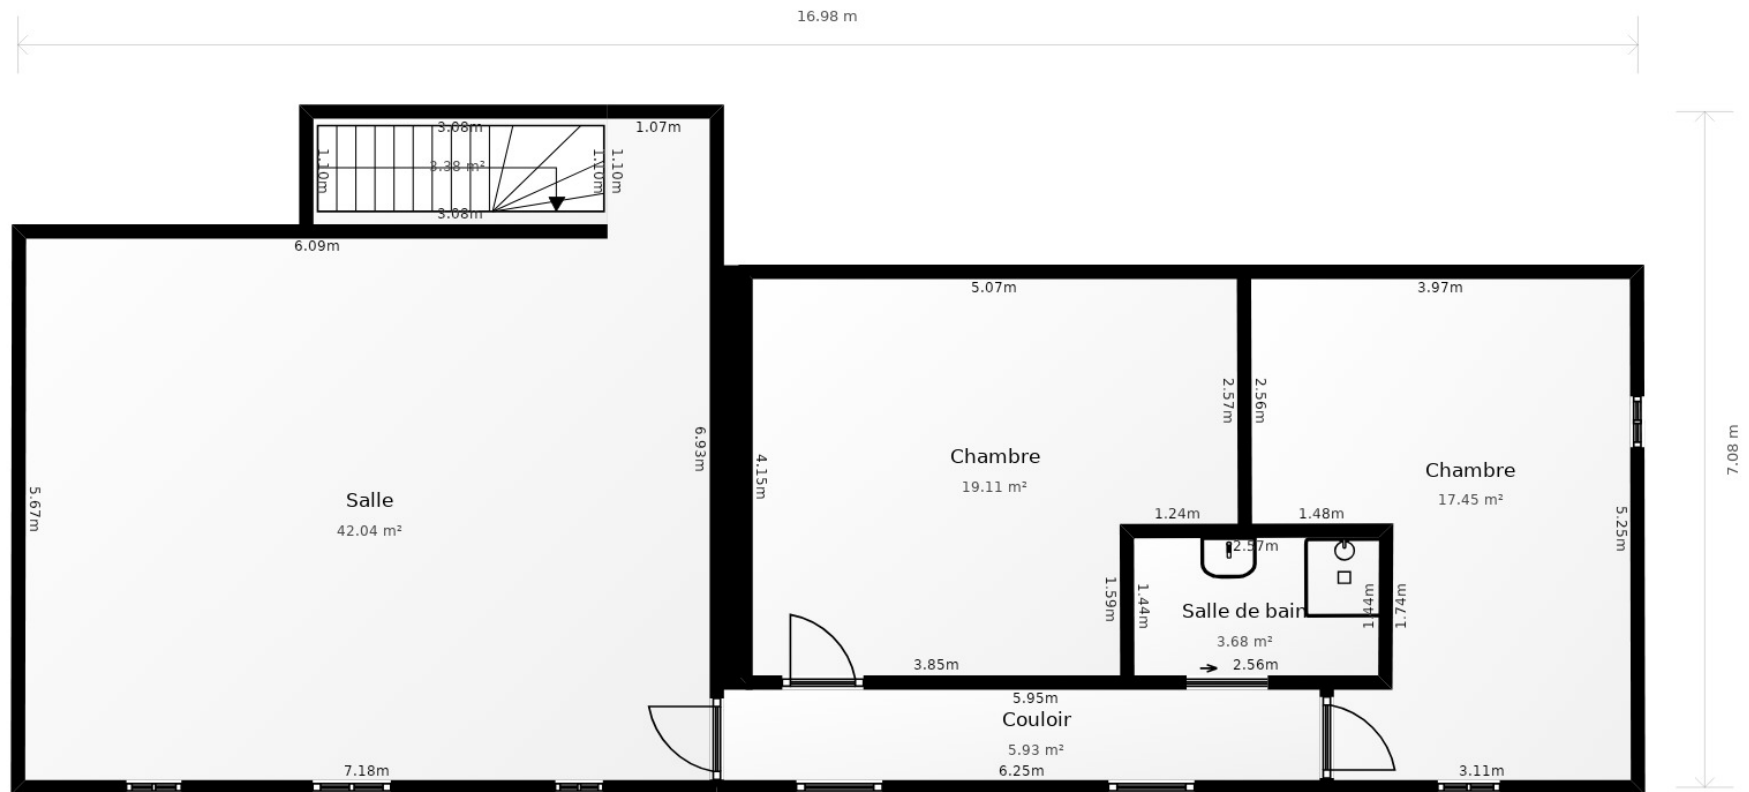 16.98 m
3.08m
1.07m
1.10m
3.38 m²
1.10m
1.10m
3.08m
6.09m
5.07m
3.97m
2.57m
2.56m
6.93m
4.15m
5.67m
Salle
42.04 m²
Chambre
19.11 m²
Chambre
17.45 m²
7.08 m
5.25m
1.24m
1.48m
2.57m
1.59m
1.44m
Salle de bain
3.68 m²
1.44m
1.74m
3.85m
2.56m
5.95m
Couloir
5.93 m²
7.18m
6.25m
3.11m